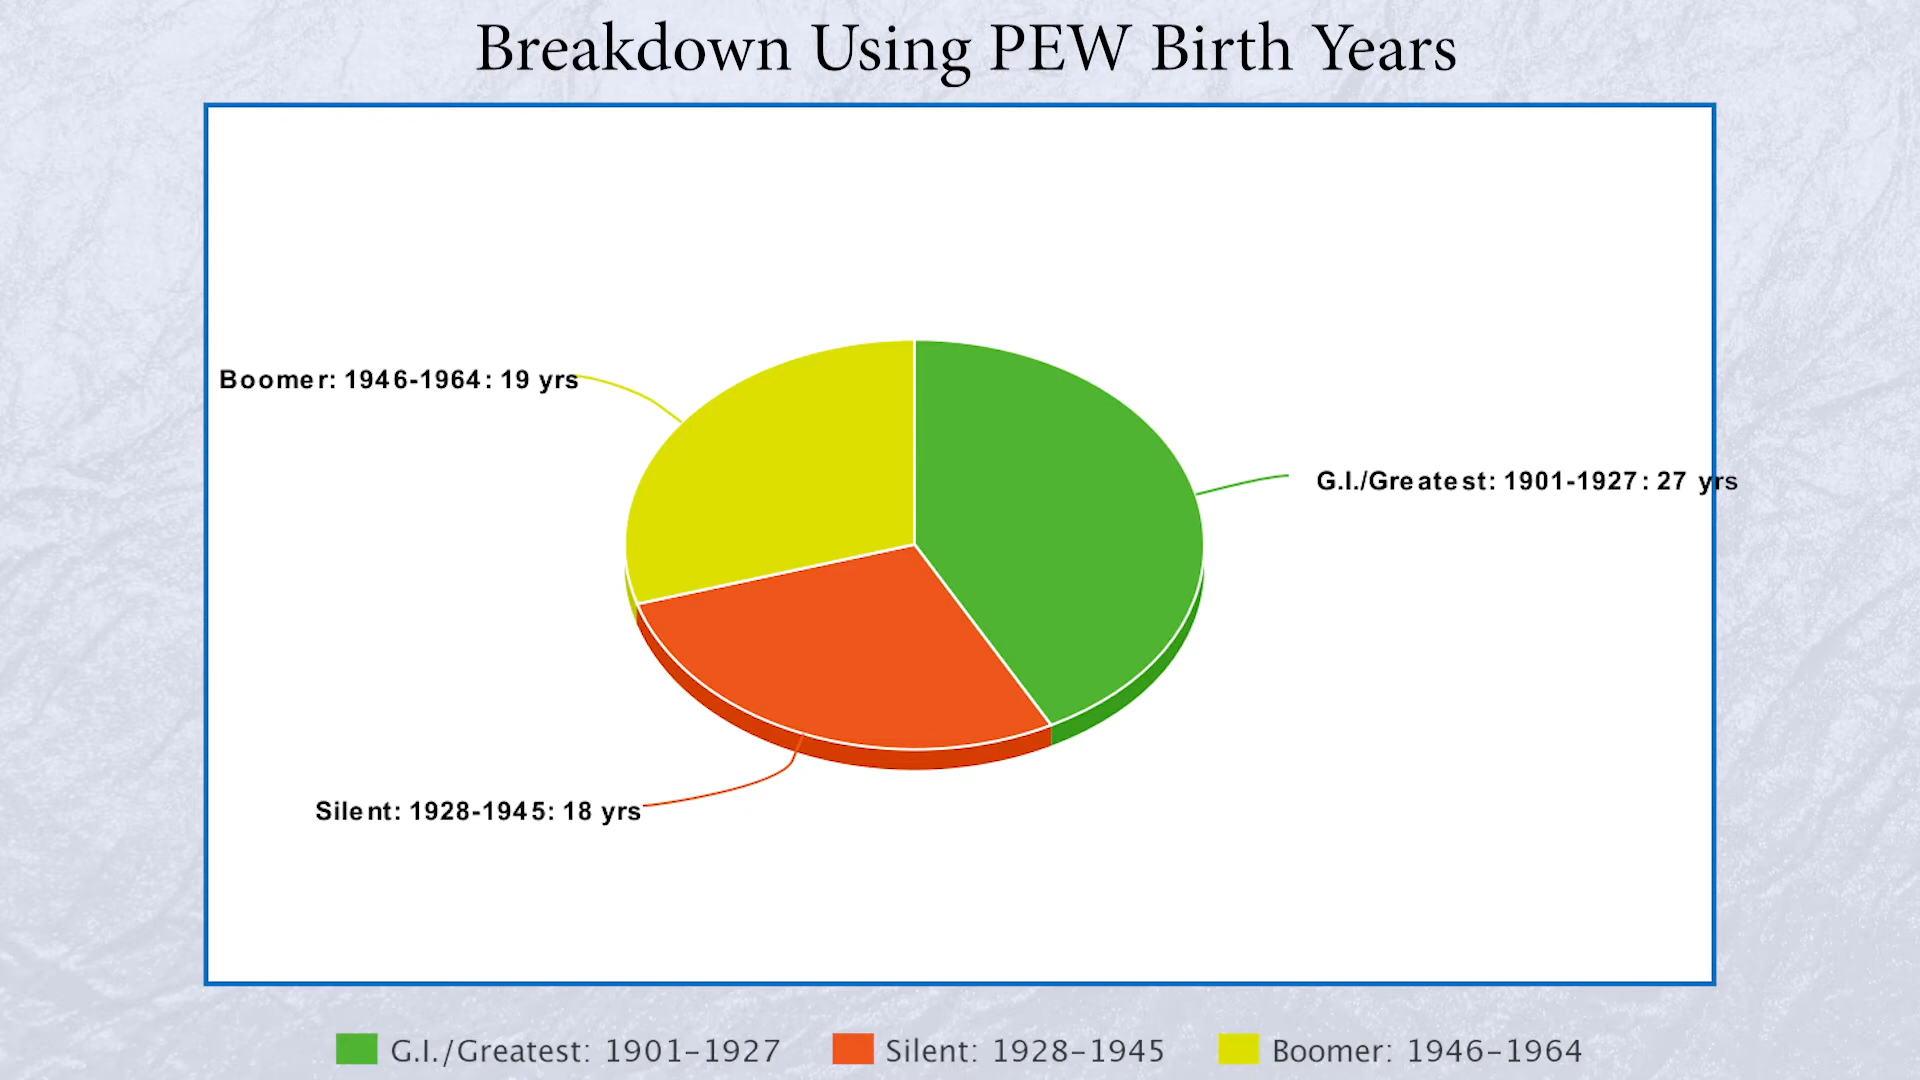 Breakdown Using PEW Birth Years
Boomer: 1946-1964: 19 yrs
G.I./Greatest: 1901-1927: 27 yrs
Silent: 1928-1945: 18 yrs
G.I./Greatest: 1901–1927
Silent: 1928–1945
Boomer: 1946–1964